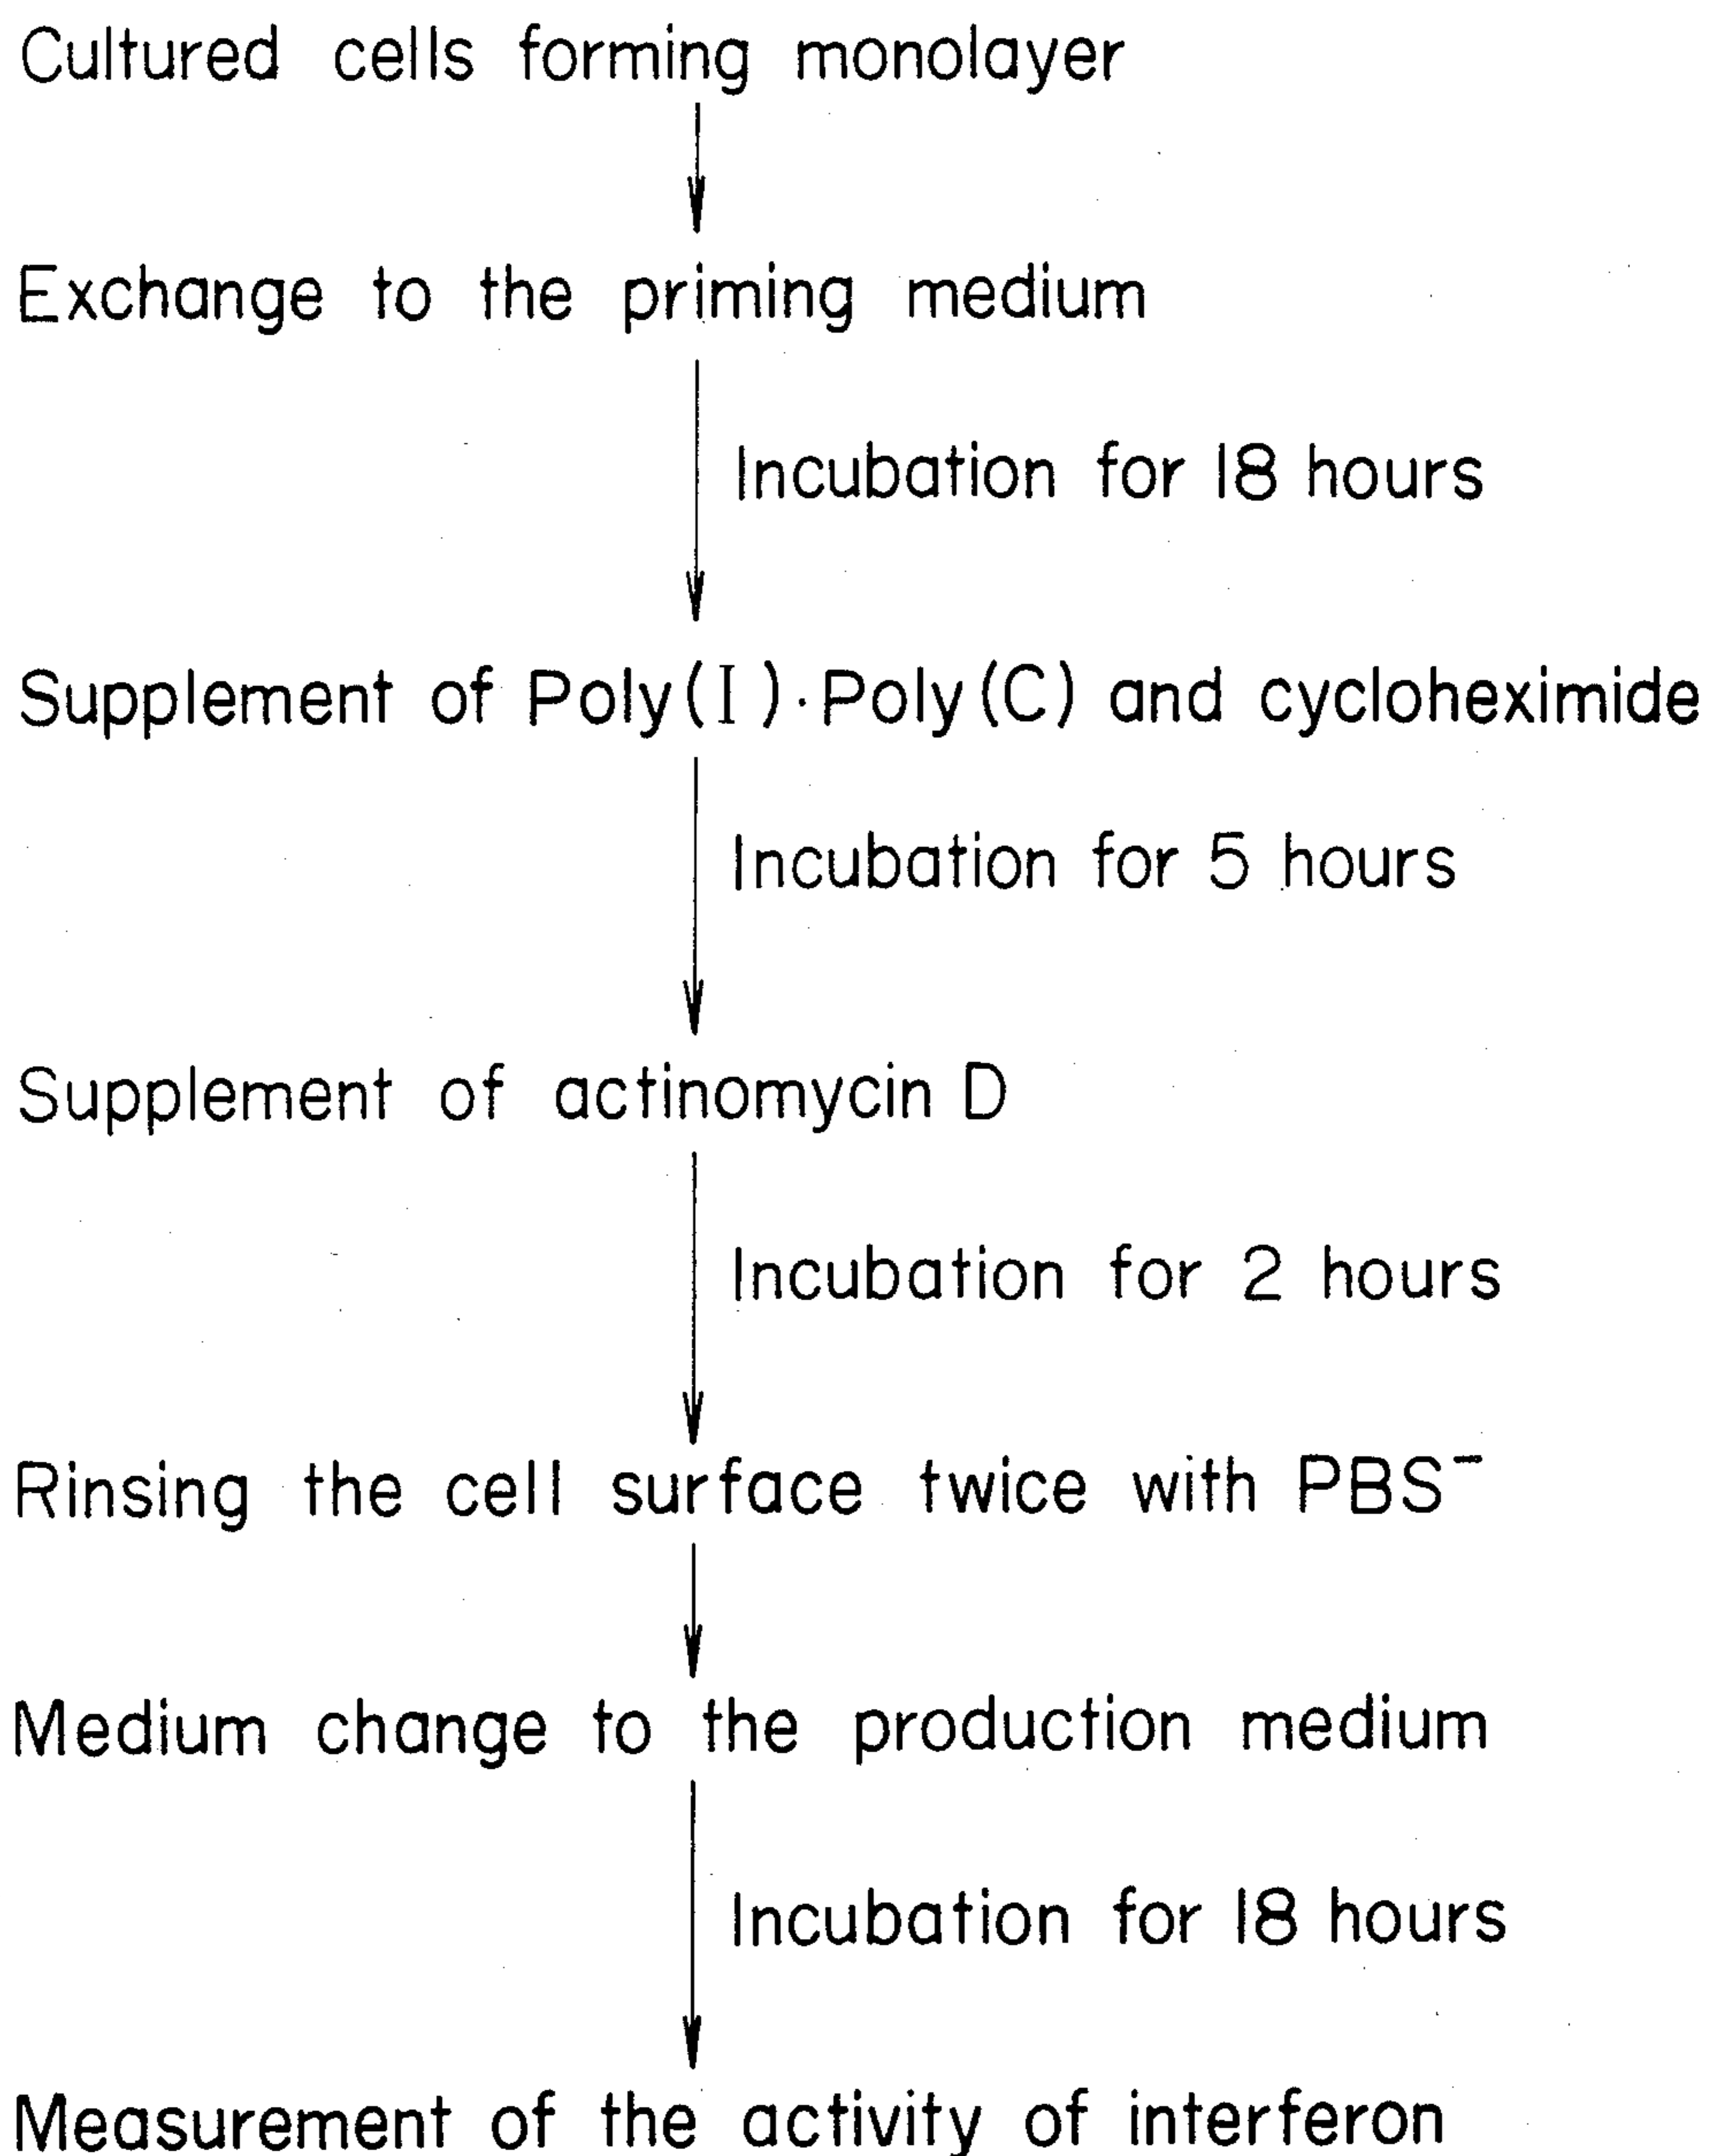 Cultured cells forming monolayer
Exchange to the priming medium
Incubation for 18 hours
Supplement of Poly(I)·Poly(C) and cycloheximide
Incubation for 5 hours
Supplement of actinomycin D
Incubation for 2 hours
Rinsing the cell surface twice with PBS⁻
Medium change to the production medium
Incubation for 18 hours
Measurement of the activity of interferon